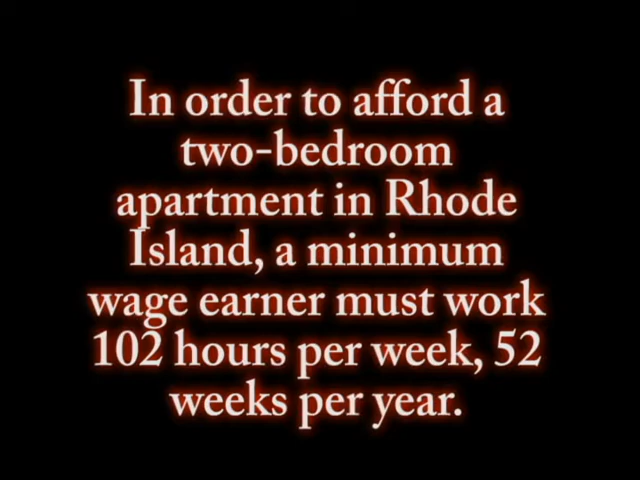 In order to afford a
two-bedroom
apartment in Rhode
Island, a minimum
wage earner must work
102 hours per week, 52
weeks per year.